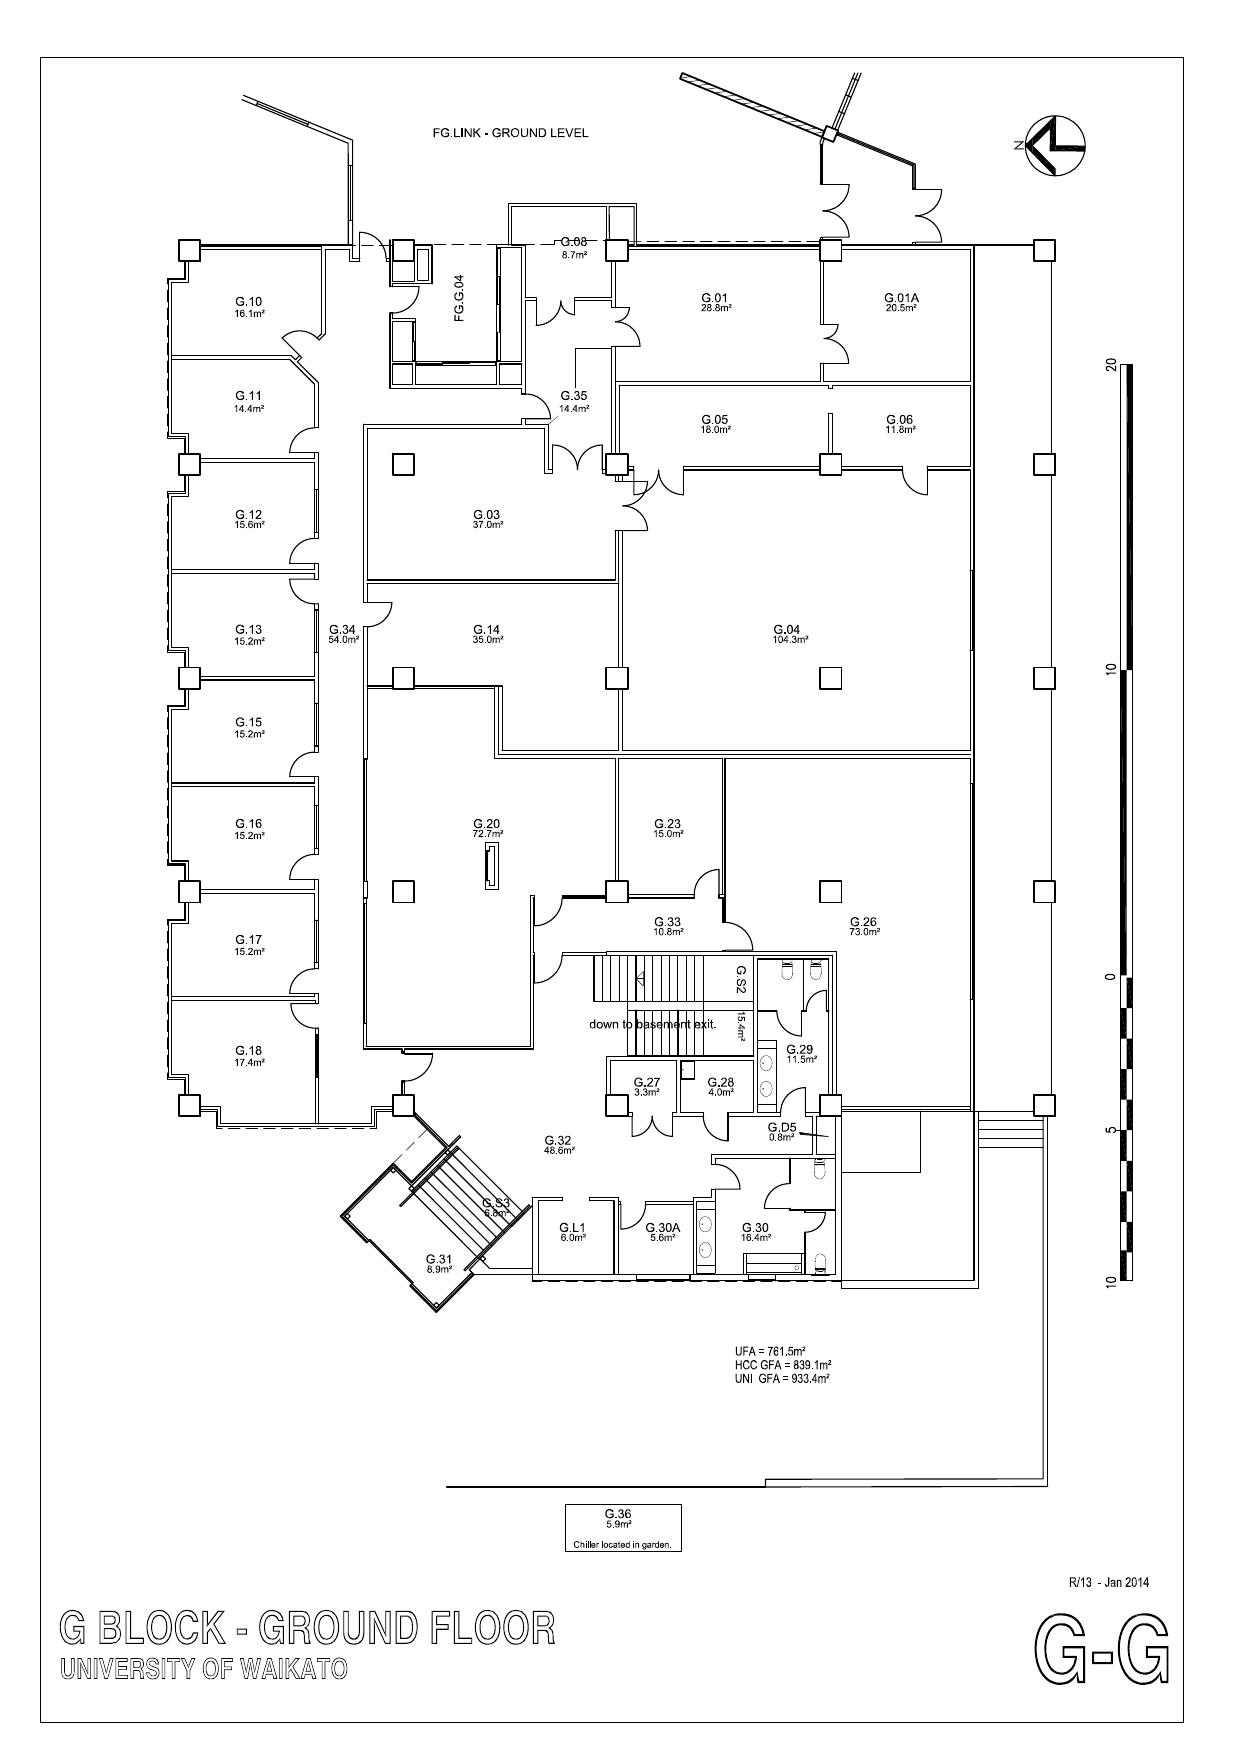 FG.LINK - GROUND LEVEL
N
G.08
8.7m²
G.10
16.1m²
FG.G.04
G.01
28.8m²
G.01A
20.5m²
20
G.11
14.4m²
G.35
14.4m²
G.05
18.0m²
G.06
11.8m²
G.12
15.6m²
G.03
37.0m²
G.13
15.2m²
G.34
54.0m²
G.14
35.0m²
G.04
104.3m²
10
G.15
15.2m²
G.16
15.2m²
G.20
72.7m²
G.23
15.0m²
G.17
15.2m²
G.33
10.8m²
G.26
73.0m²
G.S2
15.4m²
0
down to basement exit.
G.18
17.4m²
G.29
11.5m²
G.27
3.3m²
G.28
4.0m²
G.D5
0.8m²
5
G.32
48.6m²
G.S3
6.8m²
G.L1
6.0m²
G.30A
5.6m²
G.30
16.4m²
G.31
8.9m²
10
UFA = 761.5m²
HCC GFA = 839.1m²
UNI GFA = 933.4m²
G.36
5.9m²
Chiller located in garden.
R/13 - Jan 2014
G BLOCK - GROUND FLOOR
UNIVERSITY OF WAIKATO
G-G